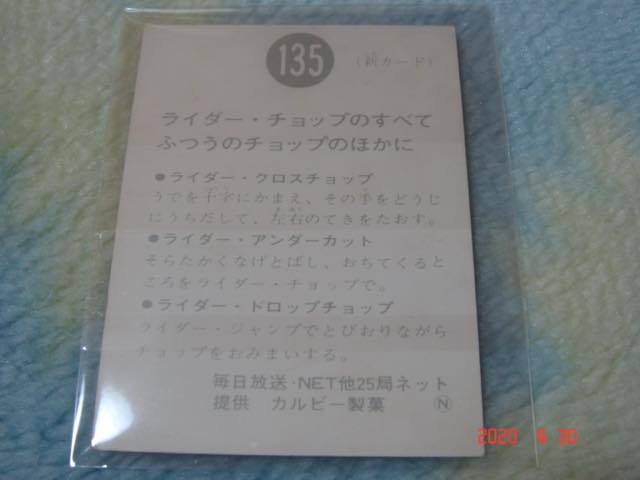 135
(新カード)
ライダー・チョップのすべて
ふつうのチョップのほかに
●ライダー・クロスチョップ
うでを十字にかまえ、その手をどうじ
にうちだして、左右のてきをたおす。
●ライダー・アンダーカット
そらたかくなげとばし、おちてくると
ころをライダー・チョップで。
●ライダー・ドロップチョップ
ライダー・ジャンプでとびおりながら
チョップをおみまいする。
毎日放送・NET他25局ネット
提供 カルビー製菓 Ⓝ
2020 4 30